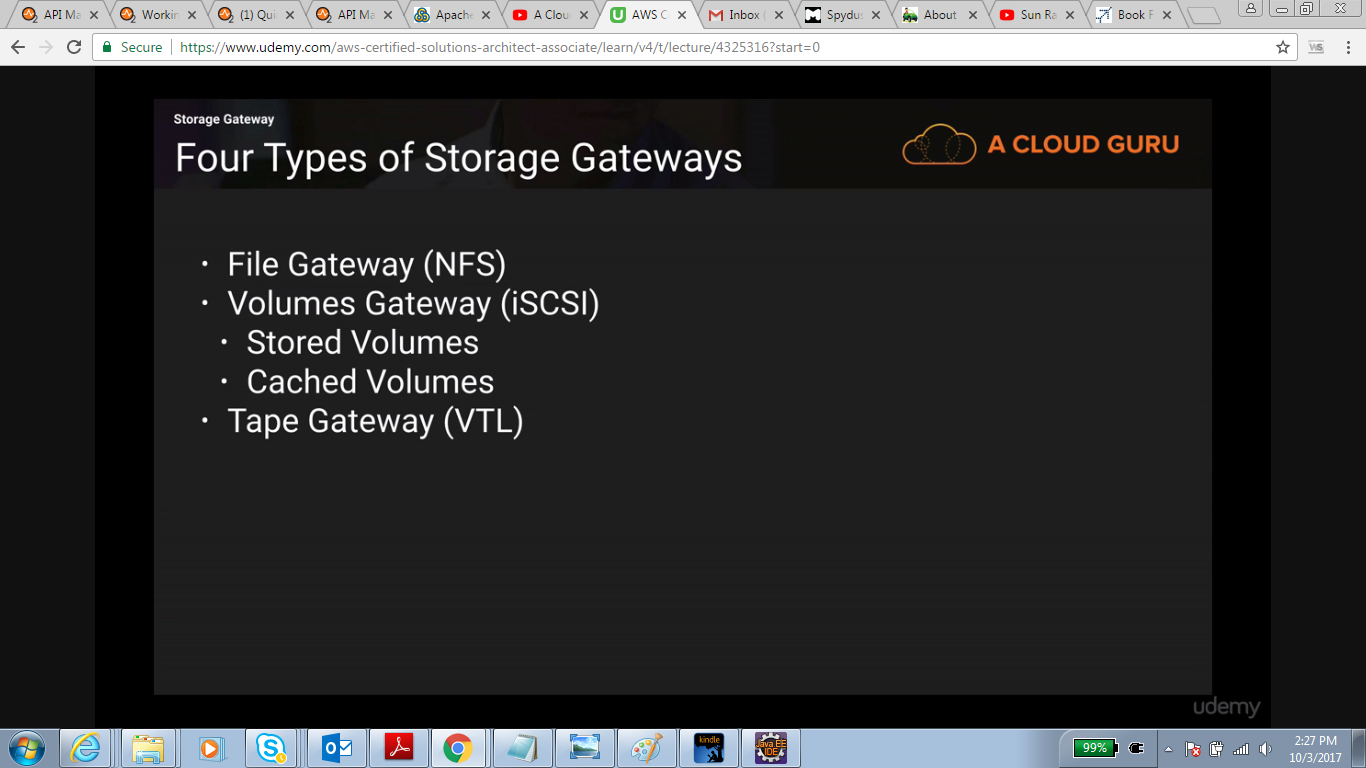 API Ma
Workin
(1) Qui
API Ma
Apache
A Clou
AWS C
Inbox (
Spydus
About
Sun Ra
Book F
Secure
https://www.udemy.com/aws-certified-solutions-architect-associate/learn/v4/t/lecture/4325316?start=0
Storage Gateway
Four Types of Storage Gateways
A CLOUD GURU
• File Gateway (NFS)
• Volumes Gateway (iSCSI)
• Stored Volumes
• Cached Volumes
• Tape Gateway (VTL)
udemy
kindle
Java EE
IDE
99%
2:27 PM
10/3/2017